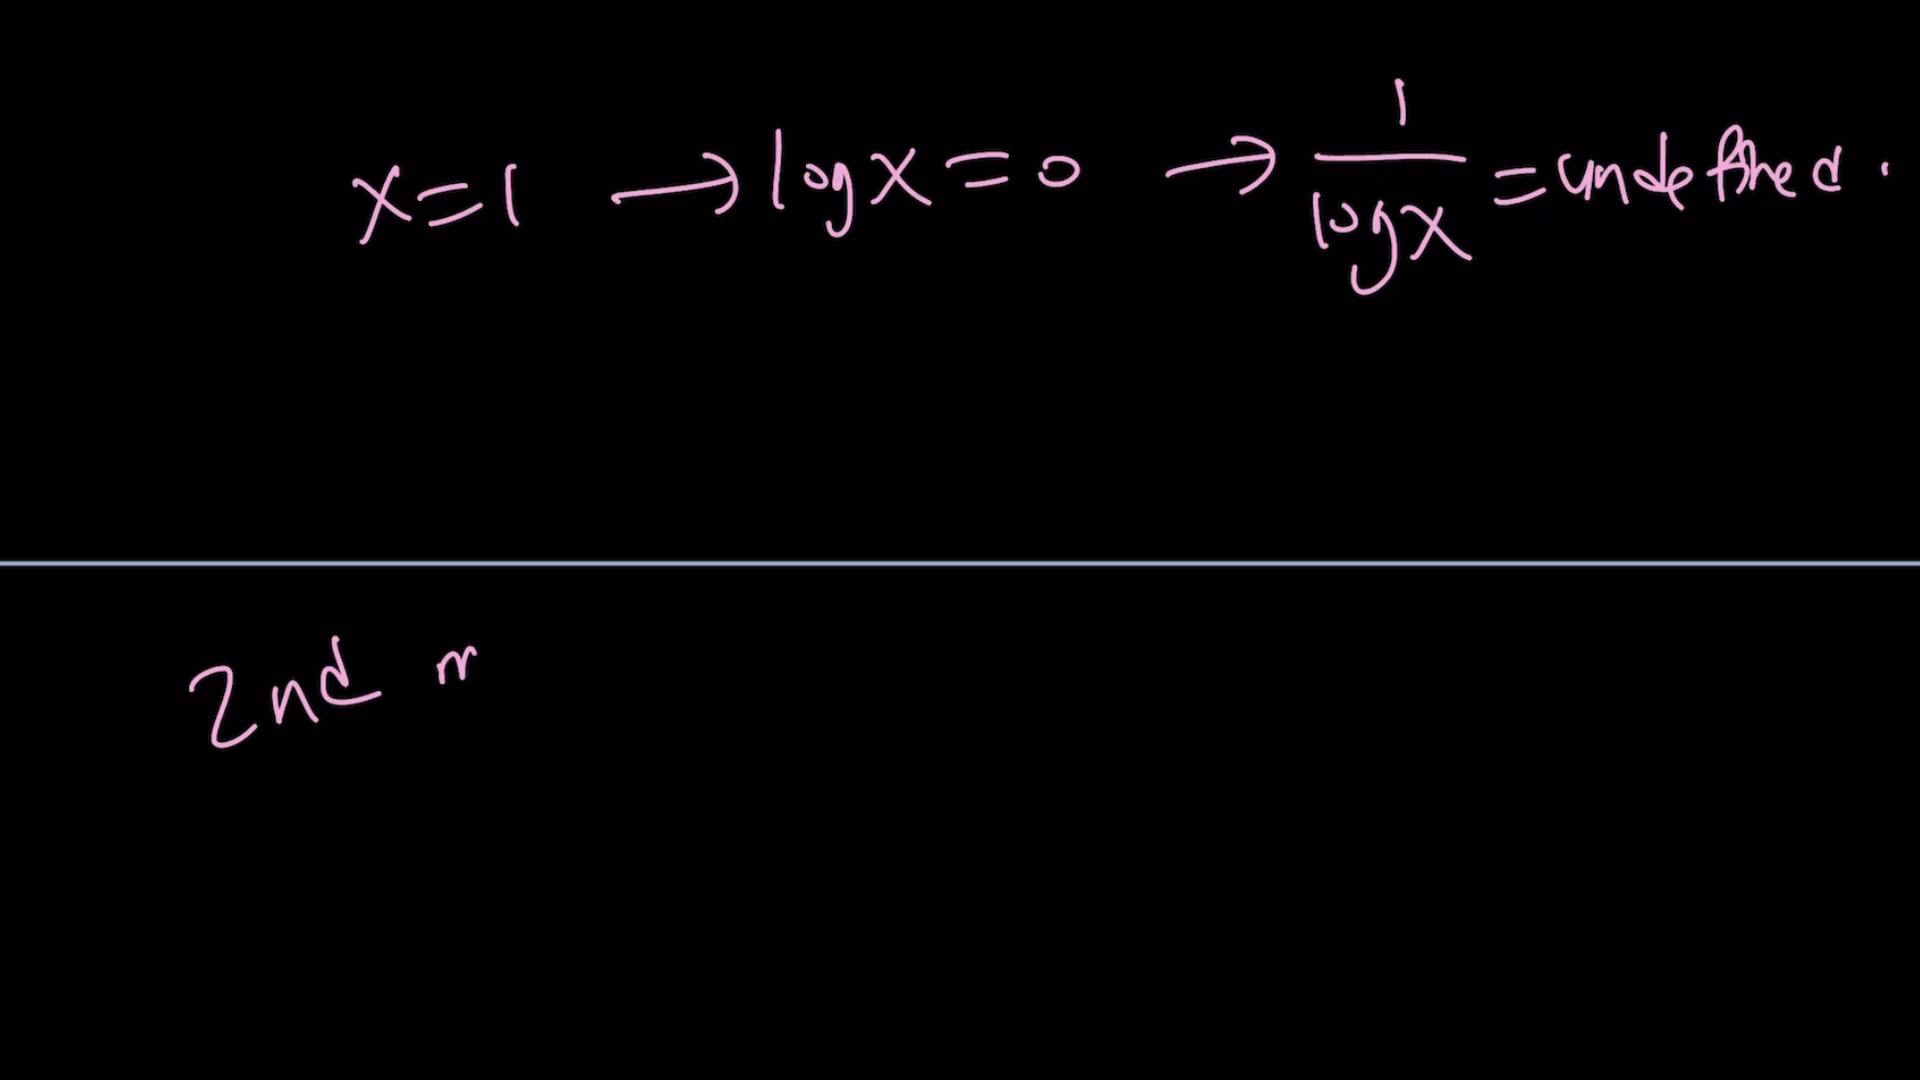 x=1 → log x = 0 → 1/log x = undefined.
2nd m